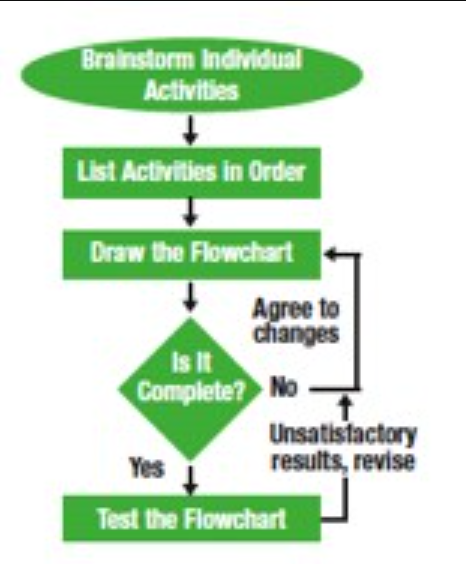 Brainstorm Individual
Activities
List Activities in Order
Draw the Flowchart
Agree to
changes
Is It
Complete?
No
Unsatisfactory
results, revise
Yes
Test the Flowchart